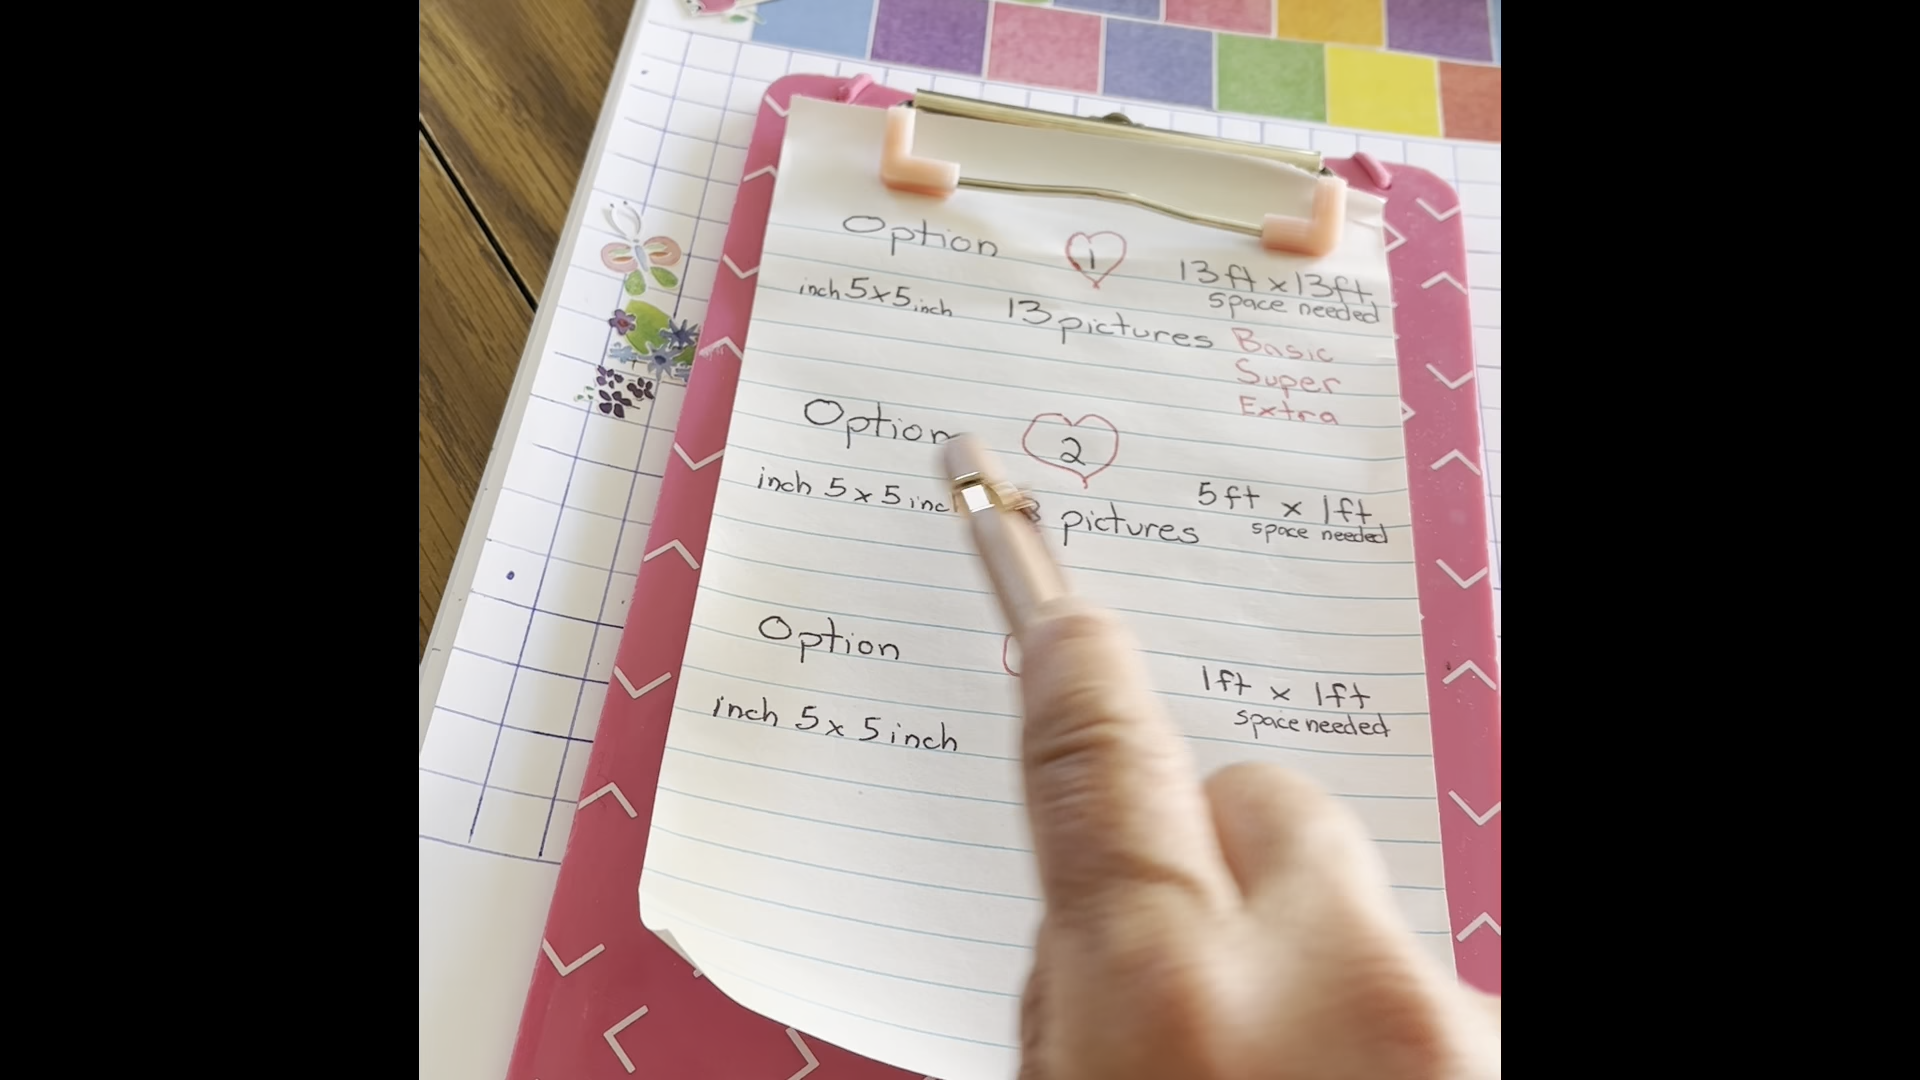 Option 1 13ft x 13ft
space needed
inch 5x5 inch 13 pictures Basic
Super
Extra
Option 2 5ft x 1ft
space needed
inch 5 x 5 pictures
Option 1ft x 1ft
space needed
inch 5 x 5 inch